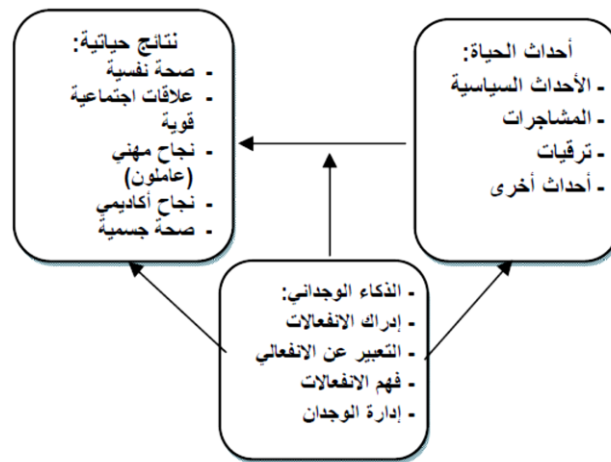 أحداث الحياة:
- الأحداث السياسية
- المشاجرات
- ترقيات
- أحداث أخرى
نتائج حياتية:
- صحة نفسية
- علاقات اجتماعية
قوية
- نجاح مهني
(عاملون)
- نجاح أكاديمي
- صحة جسمية
- الذكاء الوجداني:
- إدراك الانفعالات
- التعبير عن الانفعالي
- فهم الانفعالات
- إدارة الوجدان